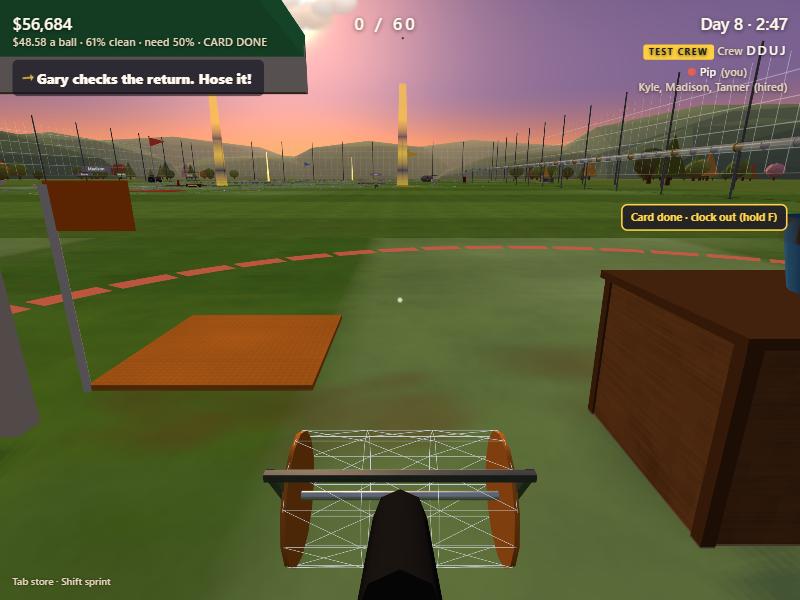 $56,684
$48.58 a ball · 61% clean · need 50% · CARD DONE
→Gary checks the return. Hose it!
0 / 60
Day 8 · 2:47
TEST CREW Crew DDUJ
Pip (you)
Kyle, Madison, Tanner (hired)
Madison
Card done · clock out (hold F)
Tab store · Shift sprint